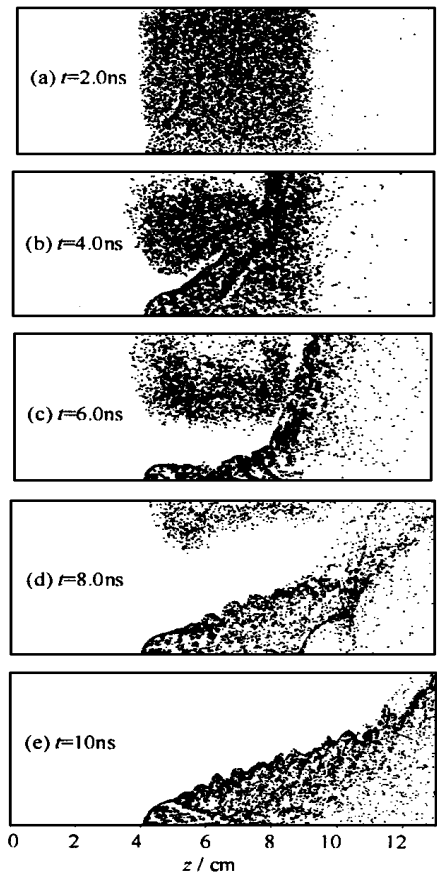 (a) t=2.0ns
(b) t=4.0ns
(c) t=6.0ns
(d) t=8.0ns
(e) t=10ns
0 2 4 6 8 10 12
z / cm